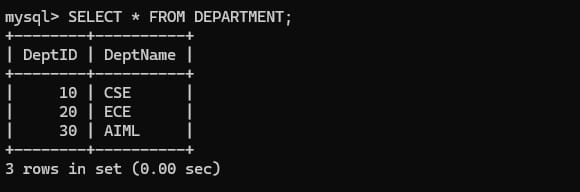 mysql> SELECT * FROM DEPARTMENT;
+--------+----------+
| DeptID | DeptName |
+--------+----------+
|     10 | CSE      |
|     20 | ECE      |
|     30 | AIML     |
+--------+----------+
3 rows in set (0.00 sec)